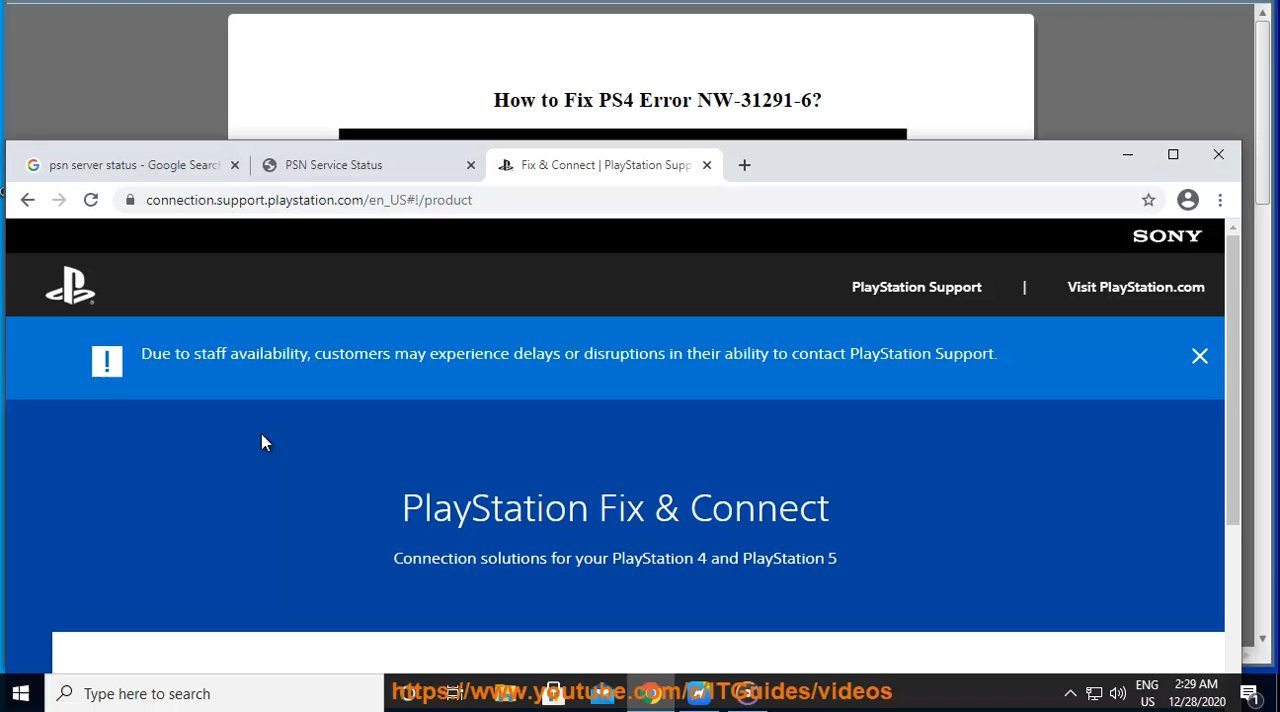 How to Fix PS4 Error NW-31291-6?
psn server status - Google Searc
PSN Service Status
Fix & Connect | PlayStation Supp
connection.support.playstation.com/en_US#!/product
SONY
PlayStation Support | Visit PlayStation.com
! Due to staff availability, customers may experience delays or disruptions in their ability to contact PlayStation Support.
PlayStation Fix & Connect
Connection solutions for your PlayStation 4 and PlayStation 5
Type here to search
ENG
US
2:29 AM
12/28/2020
1